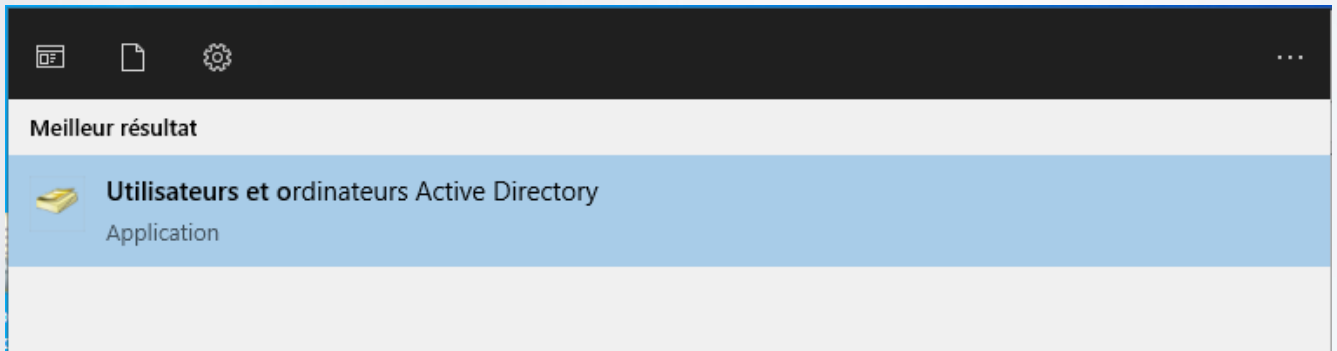 Meilleur résultat
Utilisateurs et ordinateurs Active Directory
Application